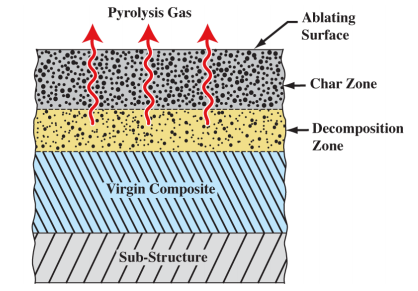 Pyrolysis Gas
Ablating
Surface
Char Zone
Decomposition
Zone
Virgin Composite
Sub-Structure